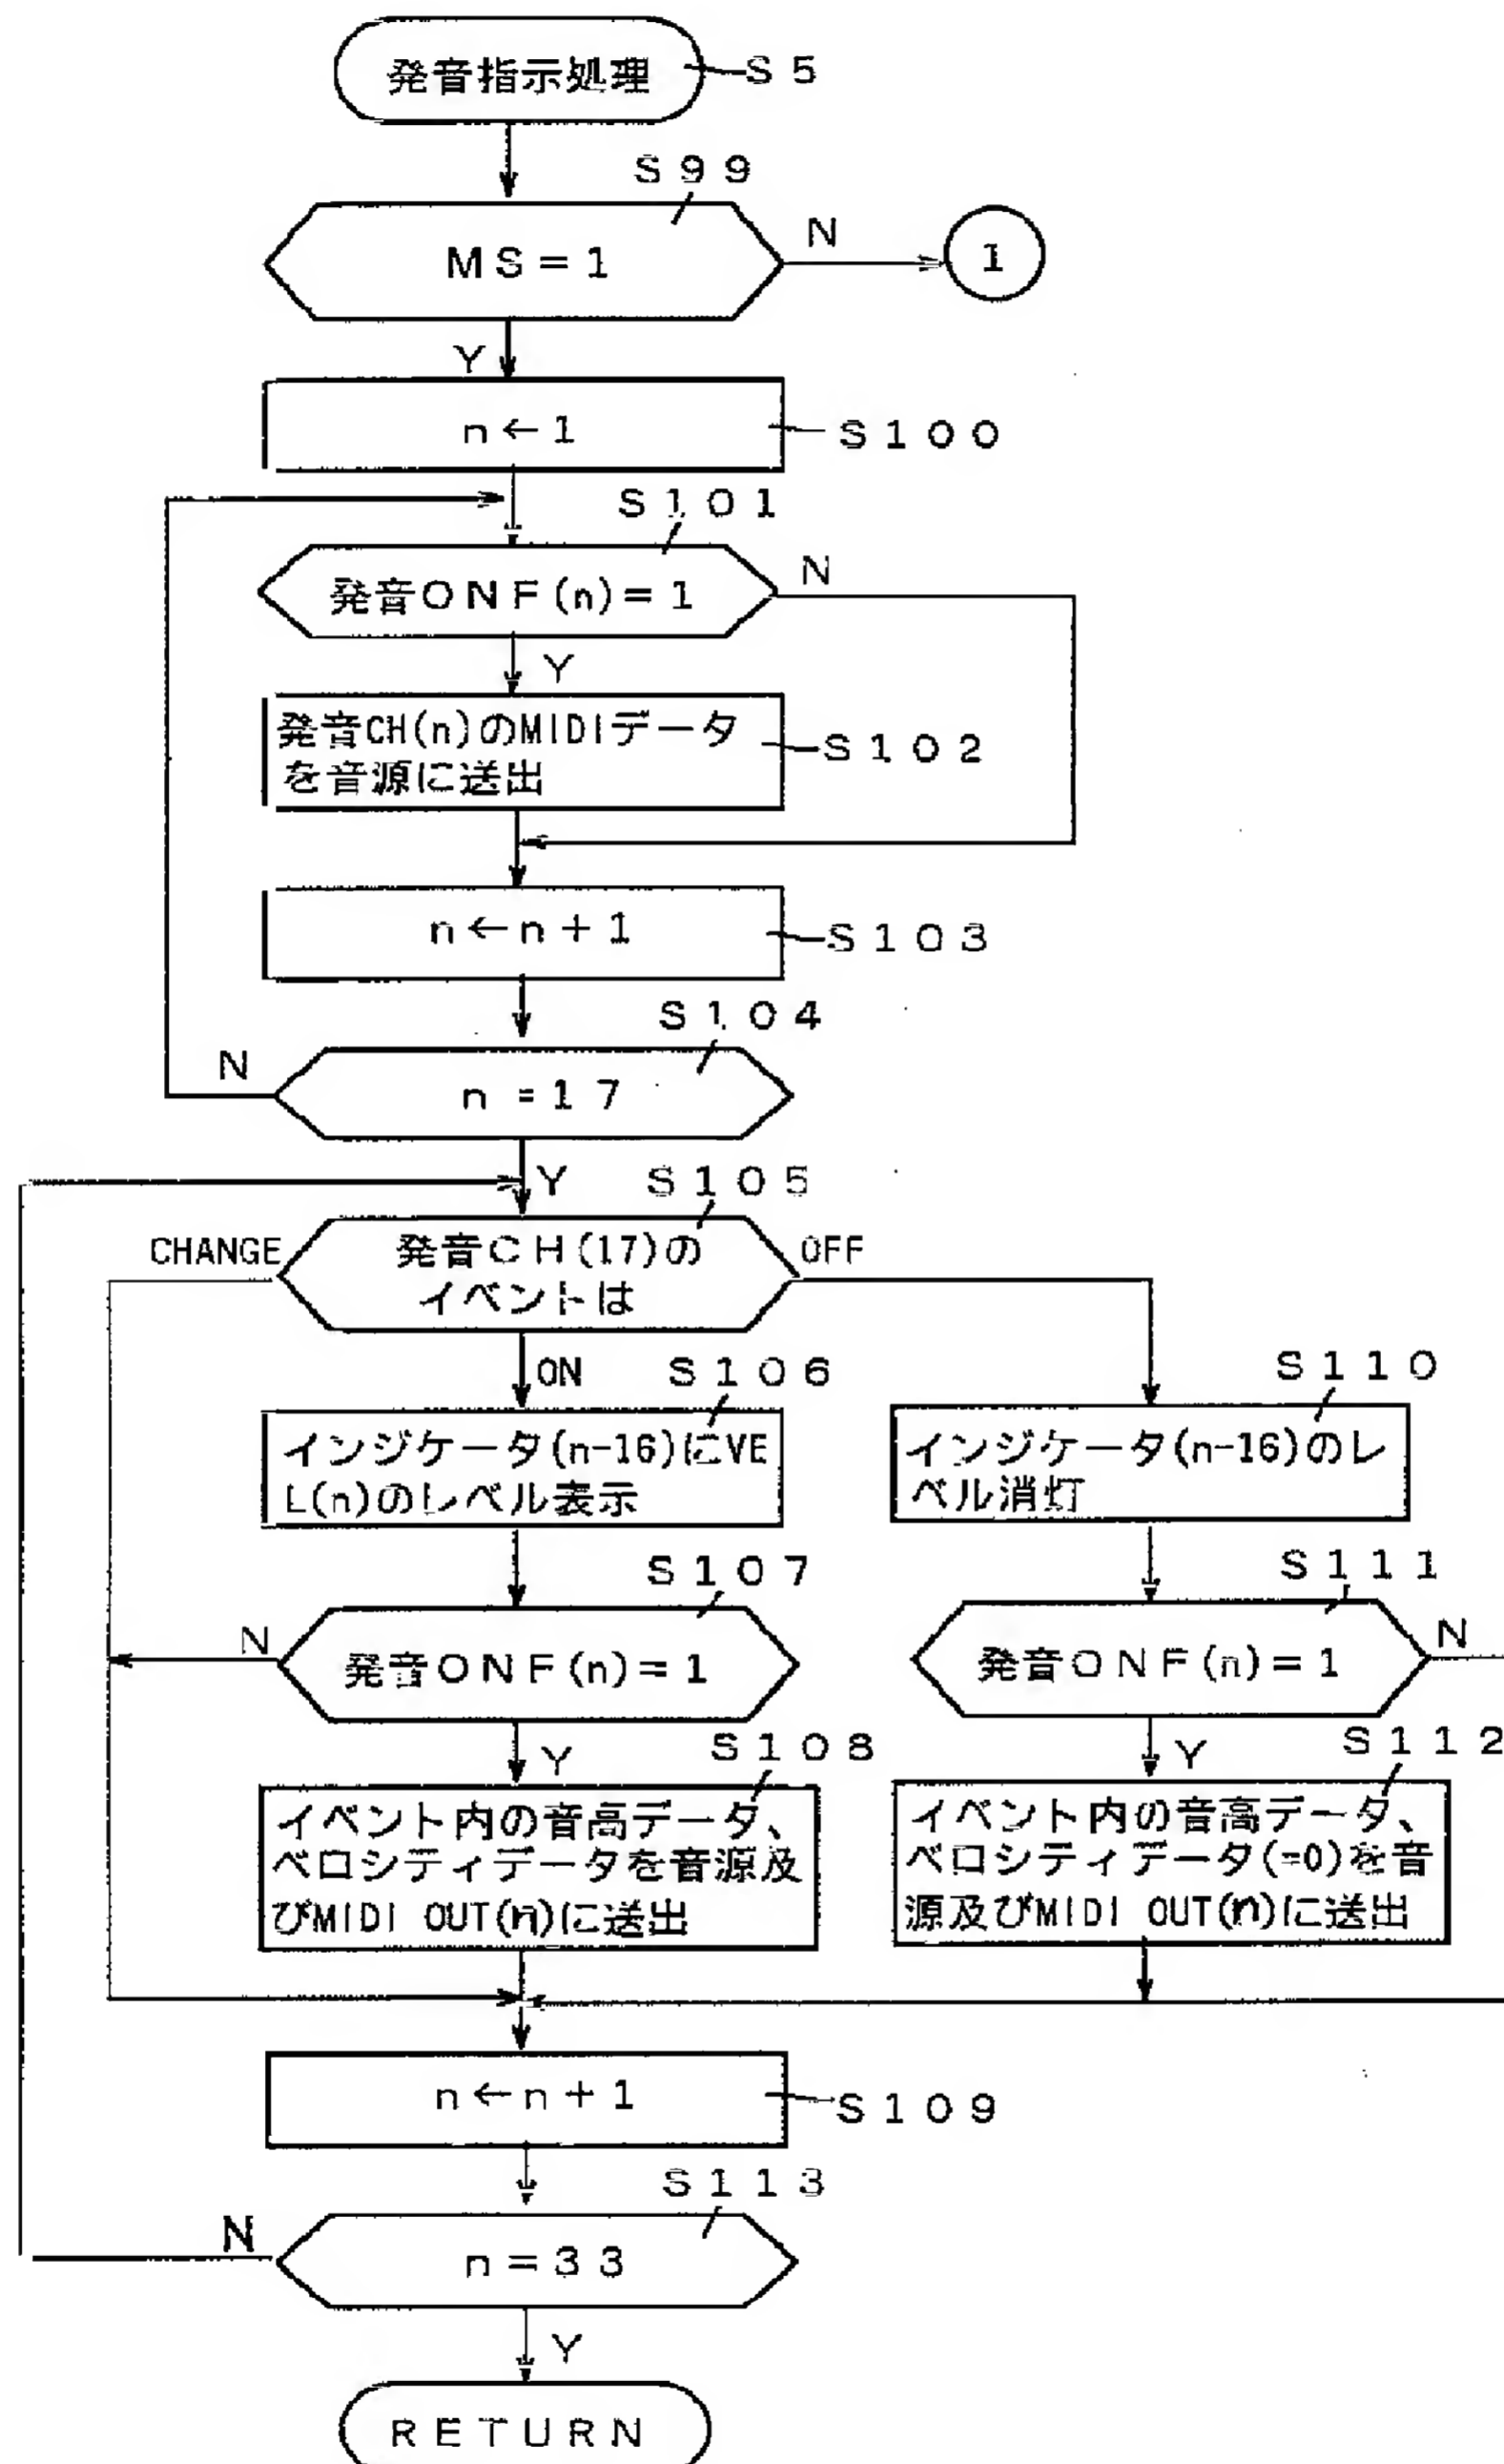 発音指示処理
S5
S99
MS=1
N
1
Y
n←1
S100
S101
発音ONF(n)=1
N
Y
発音CH(n)のMIDIデータ
を音源に送出
S102
n←n+1
S103
S104
N
n=17
Y
S105
CHANGE
発音CH(17)の
イベントは
OFF
ON
S106
インジケータ(n-16)にVE
L(n)のレベル表示
S110
インジケータ(n-16)のレ
ベル消灯
S107
N
発音ONF(n)=1
S111
発音ONF(n)=1
N
Y
S108
イベント内の音高データ、
ベロシティデータを音源及
びMIDI OUT(n)に送出
Y
S112
イベント内の音高データ、
ベロシティデータ(=0)を音
源及びMIDI OUT(n)に送出
n←n+1
S109
S113
N
n=33
Y
RETURN